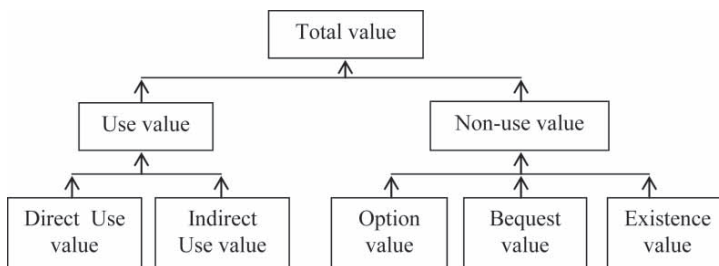 Total value
Use value
Non-use value
Direct Use
value
Indirect
Use value
Option
value
Bequest
value
Existence
value